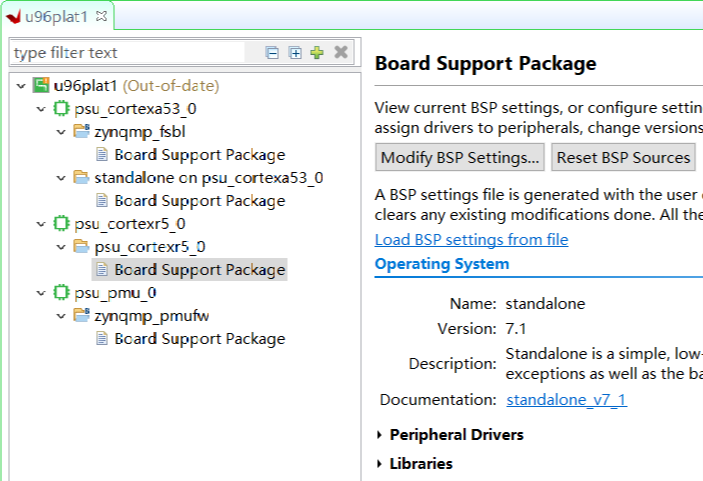 u96plat1
type filter text
u96plat1 (Out-of-date)
psu_cortexa53_0
zynqmp_fsbl
Board Support Package
standalone on psu_cortexa53_0
Board Support Package
psu_cortexr5_0
psu_cortexr5_0
Board Support Package
psu_pmu_0
zynqmp_pmufw
Board Support Package
Board Support Package
View current BSP settings, or configure settin
assign drivers to peripherals, change versions
Modify BSP Settings... Reset BSP Sources
A BSP settings file is generated with the user
clears any existing modifications done. All the
Load BSP settings from file
Operating System
Name: standalone
Version: 7.1
Description: Standalone is a simple, low-
exceptions as well as the ba
Documentation: standalone_v7_1
Peripheral Drivers
Libraries